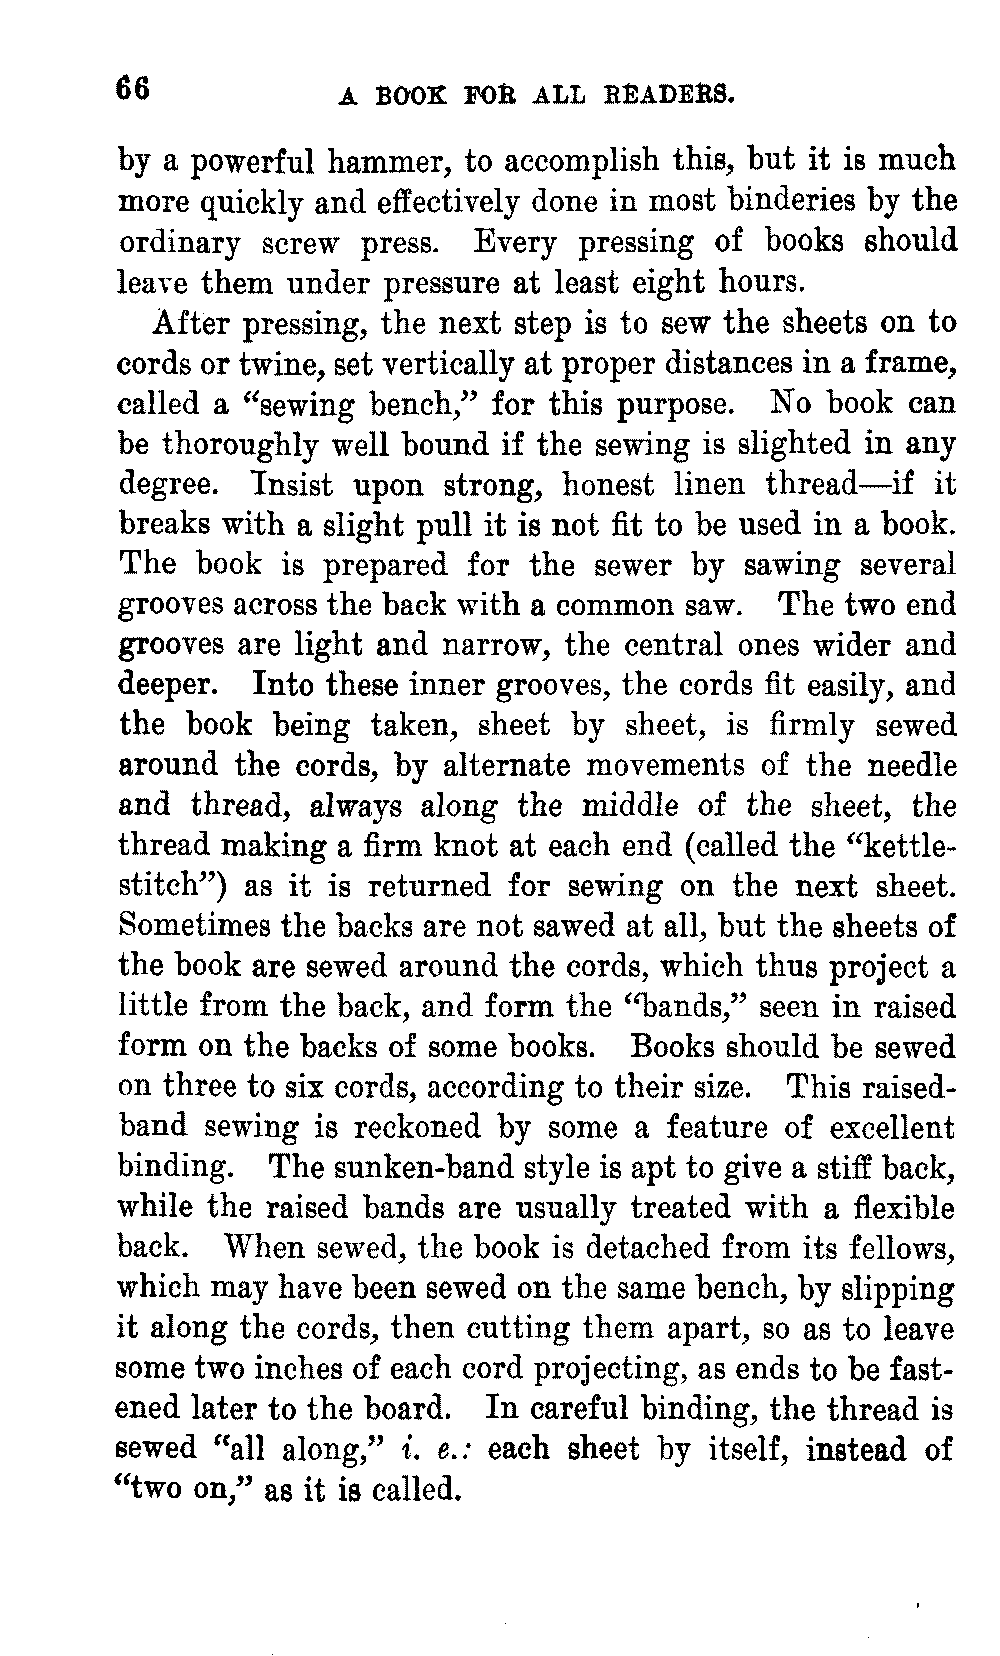 66
A BOOK FOR ALL READERS.
by a powerful hammer, to accomplish this, but it is much
more quickly and effectively done in most binderies by the
ordinary screw press. Every pressing of books should
leave them under pressure at least eight hours.
After pressing, the next step is to sew the sheets on to
cords or twine, set vertically at proper distances in a frame,
called a “sewing bench,” for this purpose. No book can
be thoroughly well bound if the sewing is slighted in any
degree. Insist upon strong, honest linen thread—if it
breaks with a slight pull it is not fit to be used in a book.
The book is prepared for the sewer by sawing several
grooves across the back with a common saw. The two end
grooves are light and narrow, the central ones wider and
deeper. Into these inner grooves, the cords fit easily, and
the book being taken, sheet by sheet, is firmly sewed
around the cords, by alternate movements of the needle
and thread, always along the middle of the sheet, the
thread making a firm knot at each end (called the “kettle-
stitch”) as it is returned for sewing on the next sheet.
Sometimes the backs are not sawed at all, but the sheets of
the book are sewed around the cords, which thus project a
little from the back, and form the “bands,” seen in raised
form on the backs of some books. Books should be sewed
on three to six cords, according to their size. This raised-
band sewing is reckoned by some a feature of excellent
binding. The sunken-band style is apt to give a stiff back,
while the raised bands are usually treated with a flexible
back. When sewed, the book is detached from its fellows,
which may have been sewed on the same bench, by slipping
it along the cords, then cutting them apart, so as to leave
some two inches of each cord projecting, as ends to be fast-
ened later to the board. In careful binding, the thread is
sewed “all along,” i. e.: each sheet by itself, instead of
“two on,” as it is called.